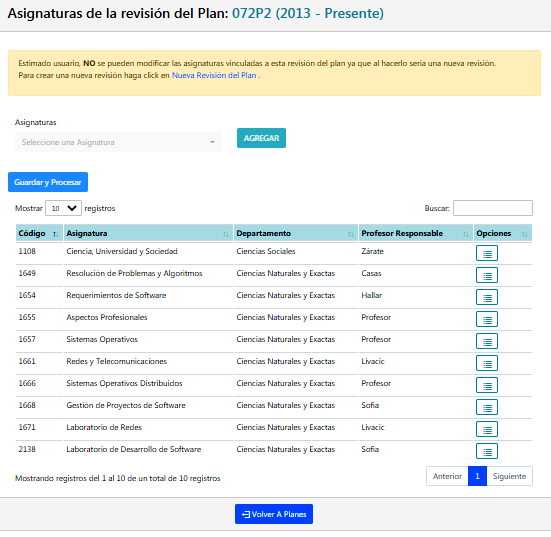 Asignaturas de la revisión del Plan: 072P2 (2013 - Presente)
Estimado usuario, NO se pueden modificar las asignaturas vinculadas a esta revisión del plan ya que al hacerlo seria una nueva revisión.
Para crear una nueva revisión haga click en Nueva Revisión del Plan .
Asignaturas
Seleccione una Asignatura AGREGAR
Guardar y Procesar
Mostrar 10 registros Buscar:
Código Asignatura Departamento Profesor Responsable Opciones
1108 Ciencia, Universidad y Sociedad Ciencias Sociales Zárate
1649 Resolución de Problemas y Algoritmos Ciencias Naturales y Exactas Casas
1654 Requerimientos de Software Ciencias Naturales y Exactas Hallar
1655 Aspectos Profesionales Ciencias Naturales y Exactas Profesor
1657 Sistemas Operativos Ciencias Naturales y Exactas Profesor
1661 Redes y Telecomunicaciones Ciencias Naturales y Exactas Livacic
1666 Sistemas Operativos Distribuidos Ciencias Naturales y Exactas Profesor
1668 Gestión de Proyectos de Software Ciencias Naturales y Exactas Sofia
1671 Laboratorio de Redes Ciencias Naturales y Exactas Livacic
2138 Laboratorio de Desarrollo de Software Ciencias Naturales y Exactas Sofia
Mostrando registros del 1 al 10 de un total de 10 registros Anterior 1 Siguiente
Volver A Planes